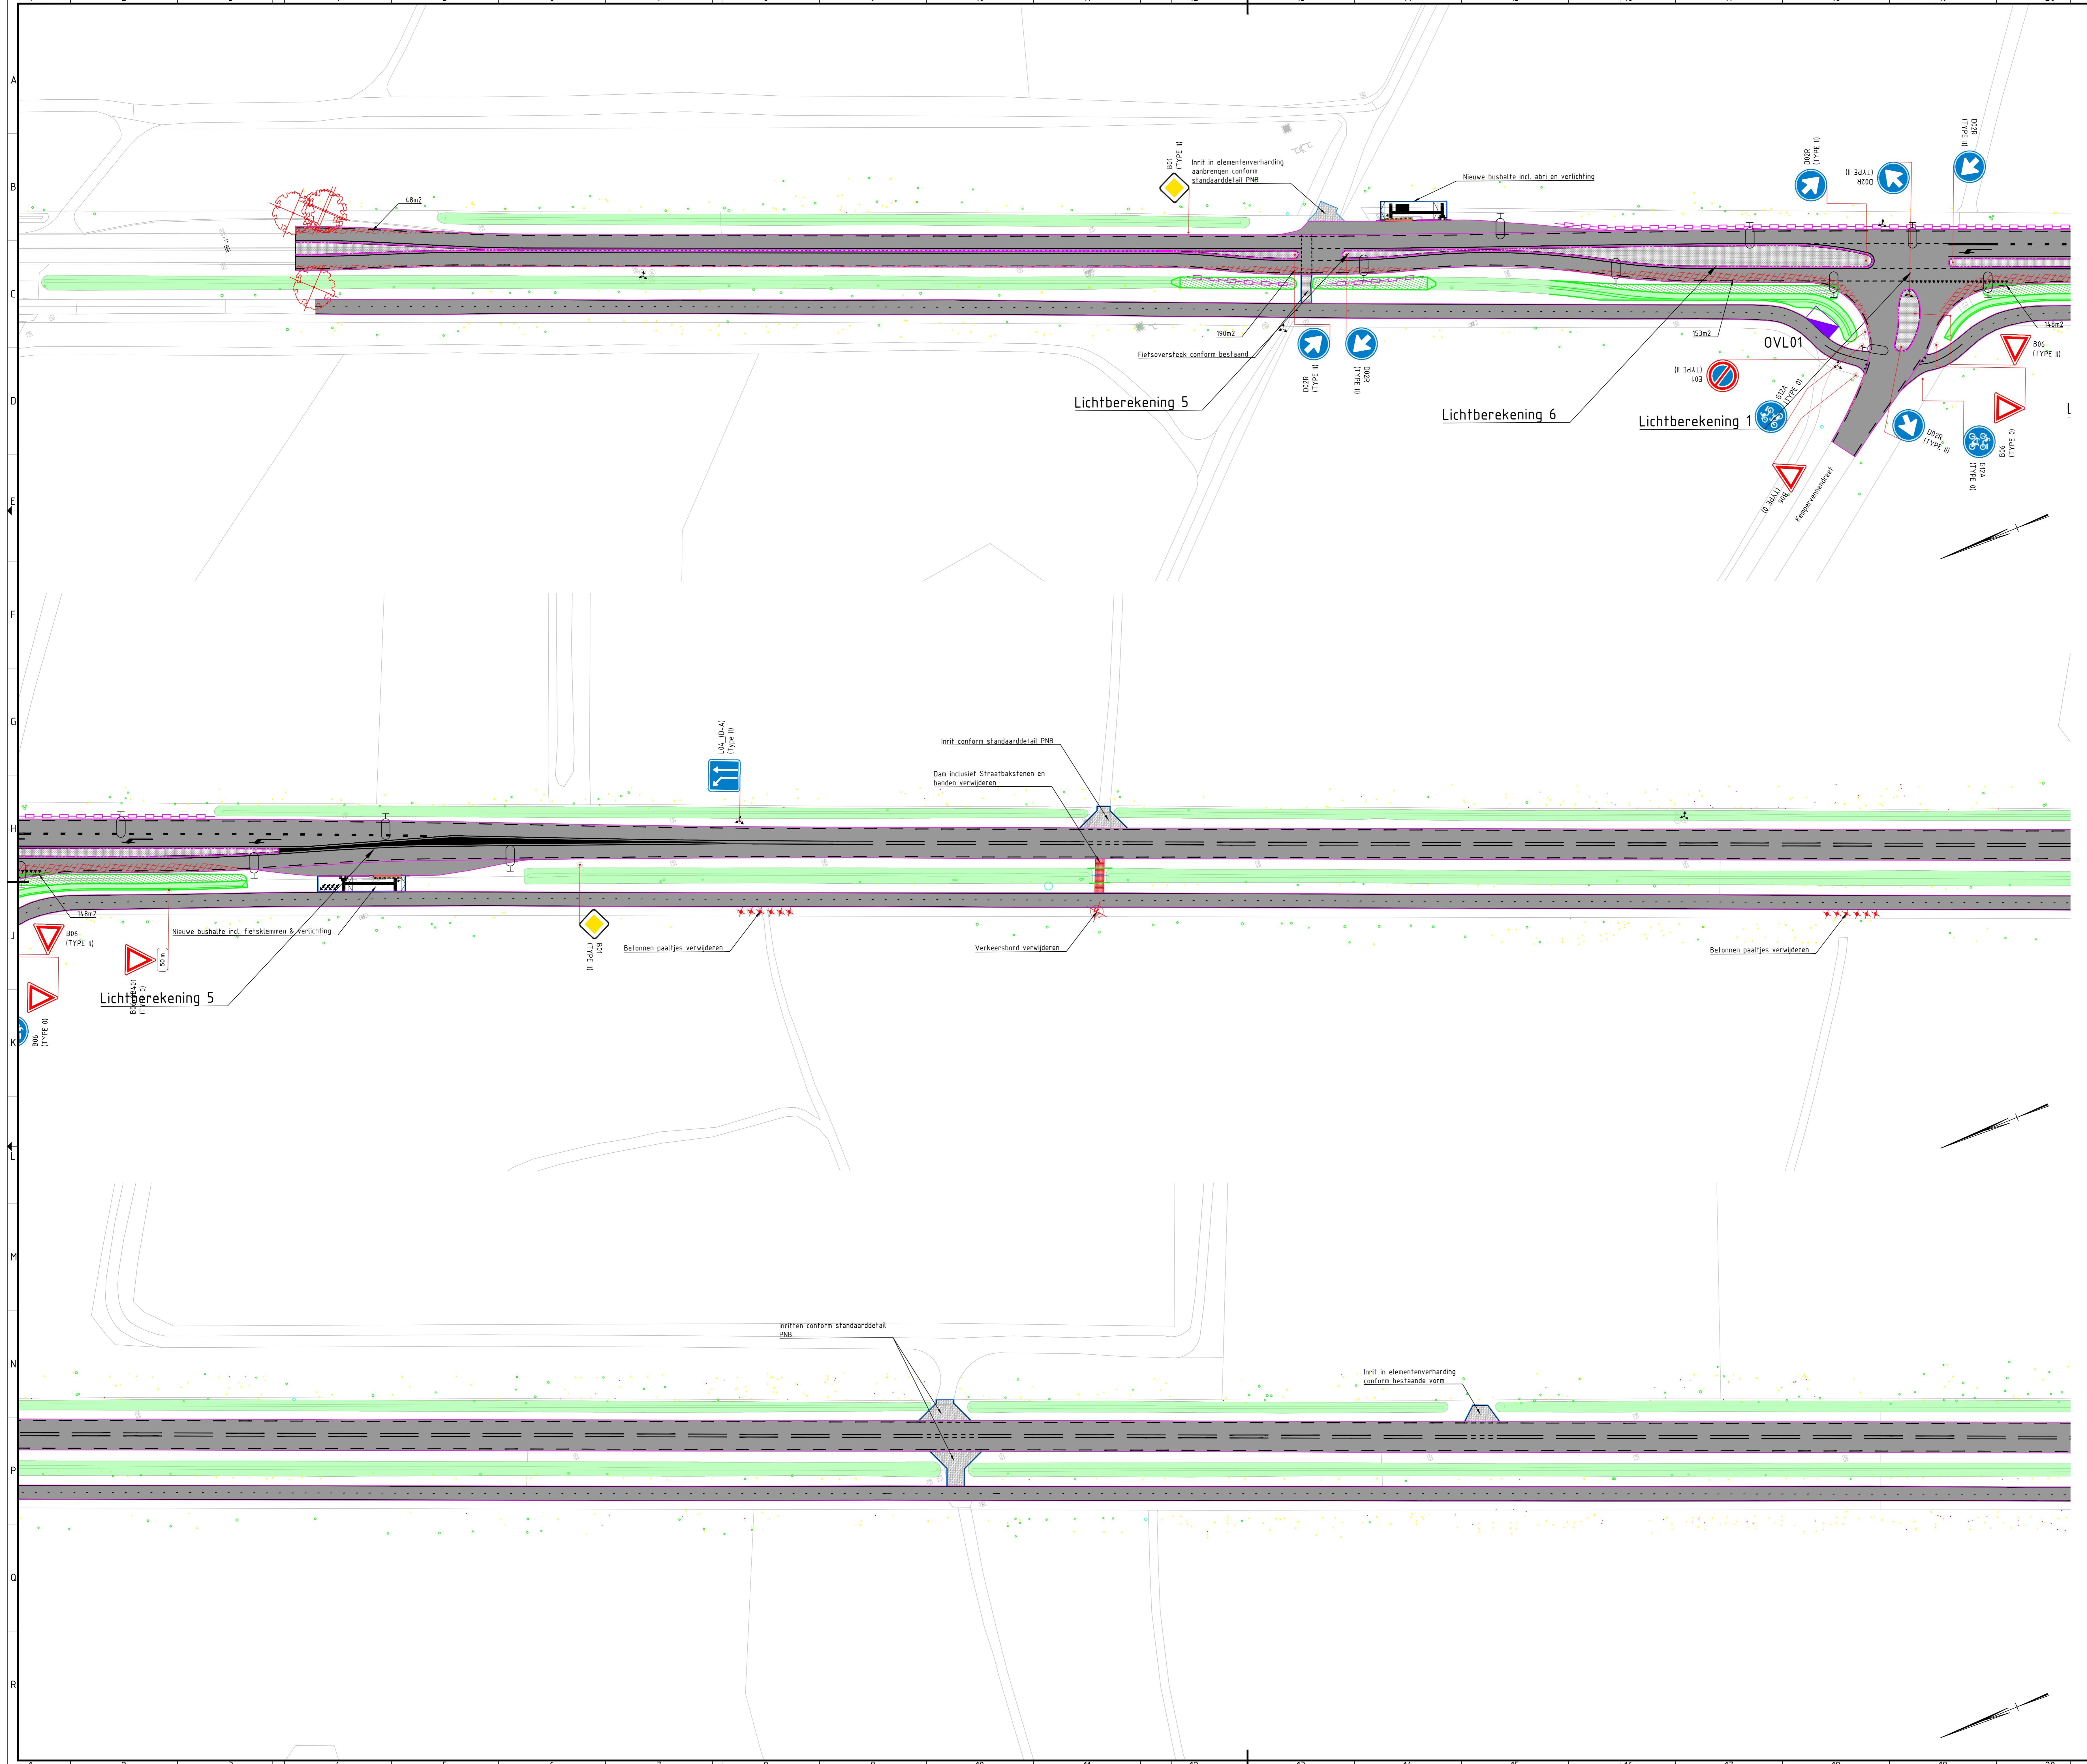 A
B
B01
(TYPE II)
Inrit in elementenverharding
aanbrengen conform
standaarddetail PNB
Nieuwe bushalte incl. abri en verlichting
D02R
(TYPE II)
D02R
(TYPE II)
D02R
(TYPE II)
48m2
C
190m2
Fietsoversteek conform bestaand
D02R
(TYPE II)
D02R
(TYPE II)
153m2
OVL01
148m2
B06
(TYPE II)
E01
(TYPE II)
G12A
(TYPE 0)
D
Lichtberekening 5
Lichtberekening 6
Lichtberekening 1
D02R
(TYPE II)
G12A
(TYPE 0)
B06
(TYPE 0)
B06
(TYPE 0)
Kempervennendreef
E
F
G
L04_(D-A)
(Type II)
Inrit conform standaarddetail PNB
Dam inclusief Straatbakstenen en
banden verwijderen
H
148m2
J
B06
(TYPE II)
Nieuwe bushalte incl. fietsklemmen & verlichting
50 m
B01
(TYPE II)
Betonnen paaltjes verwijderen
Verkeersbord verwijderen
Betonnen paaltjes verwijderen
Lichtberekening 5
(TYPE 0)
B06
(TYPE 0)
K
L
M
N
Inritten conform standaarddetail
PNB
Inrit in elementenverharding
conform bestaande vorm
P
Q
R